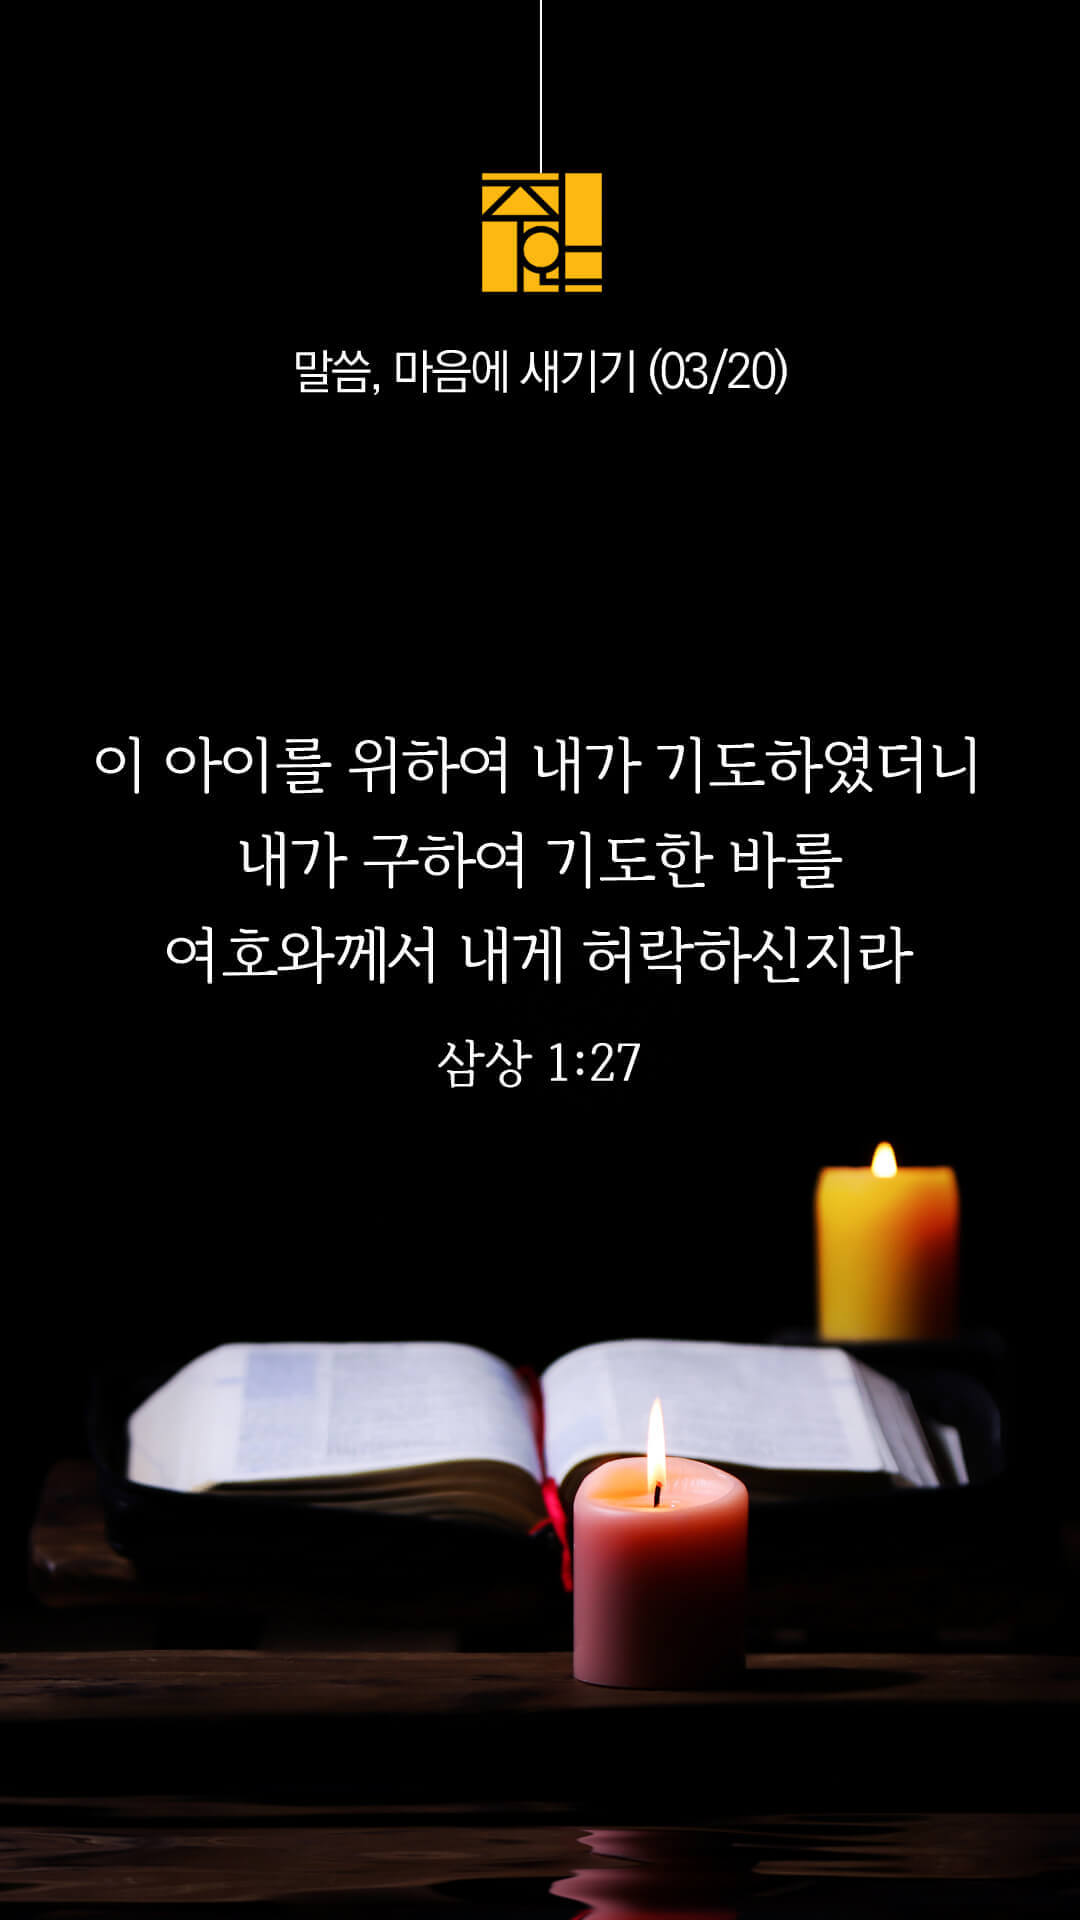 말씀, 마음에 새기기 (03/20)
이 아이를 위하여 내가 기도하였더니
내가 구하여 기도한 바를
여호와께서 내게 허락하신지라
삼상 1:27